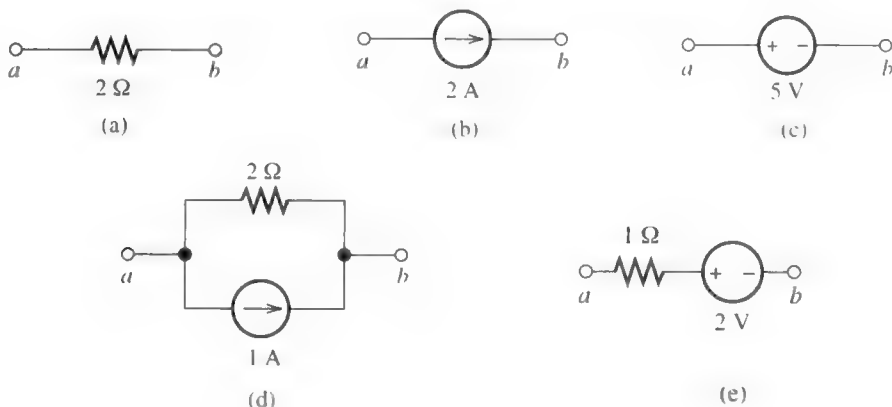 a b
2 Ω
(a)
a b
2 A
(b)
+ −
a b
5 V
(c)
2 Ω
a b
1 A
(d)
1 Ω
+ −
a b
2 V
(e)